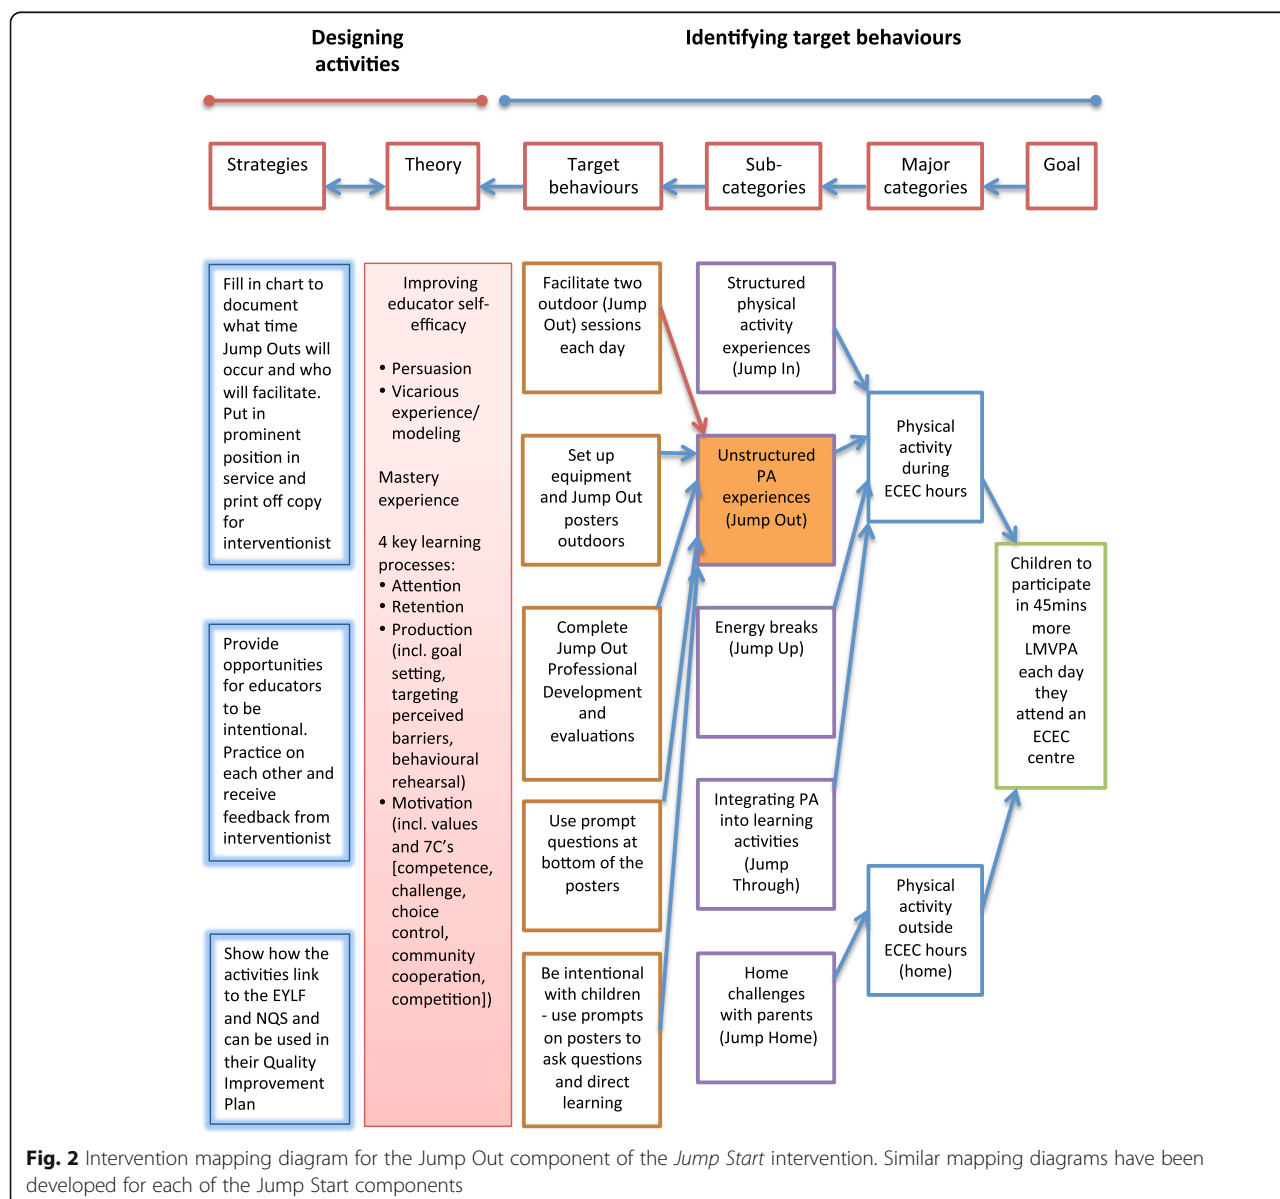 Designing
activities
Identifying target behaviours
Strategies
Theory
Target
behaviours
Sub-
categories
Major
categories
Goal
Fill in chart to
document
what time
Jump Outs will
occur and who
will facilitate.
Put in
prominent
position in
service and
print off copy
for
interventionist
Provide
opportunities
for educators
to be
intentional.
Practice on
each other and
receive
feedback from
interventionist
Show how the
activities link
to the EYLF
and NQS and
can be used in
their Quality
Improvement
Plan
Improving
educator self-
efficacy
• Persuasion
• Vicarious
experience/
modeling
Mastery
experience
4 key learning
processes:
• Attention
• Retention
• Production
(incl. goal
setting,
targeting
perceived
barriers,
behavioural
rehearsal)
• Motivation
(incl. values
and 7C's
[competence,
challenge,
choice
control,
community
cooperation,
competition])
Facilitate two
outdoor (Jump
Out) sessions
each day
Set up
equipment
and Jump Out
posters
outdoors
Complete
Jump Out
Professional
Development
and
evaluations
Use prompt
questions at
bottom of the
posters
Be intentional
with children
- use prompts
on posters to
ask questions
and direct
learning
Structured
physical
activity
experiences
(Jump In)
Unstructured
PA
experiences
(Jump Out)
Energy breaks
(Jump Up)
Integrating PA
into learning
activities
(Jump
Through)
Home
challenges
with parents
(Jump Home)
Physical
activity
during
ECEC hours
Physical
activity
outside
ECEC hours
(home)
Children to
participate
in 45mins
more
LMVPA
each day
they
attend an
ECEC
centre
Fig. 2 Intervention mapping diagram for the Jump Out component of the Jump Start intervention. Similar mapping diagrams have been
developed for each of the Jump Start components